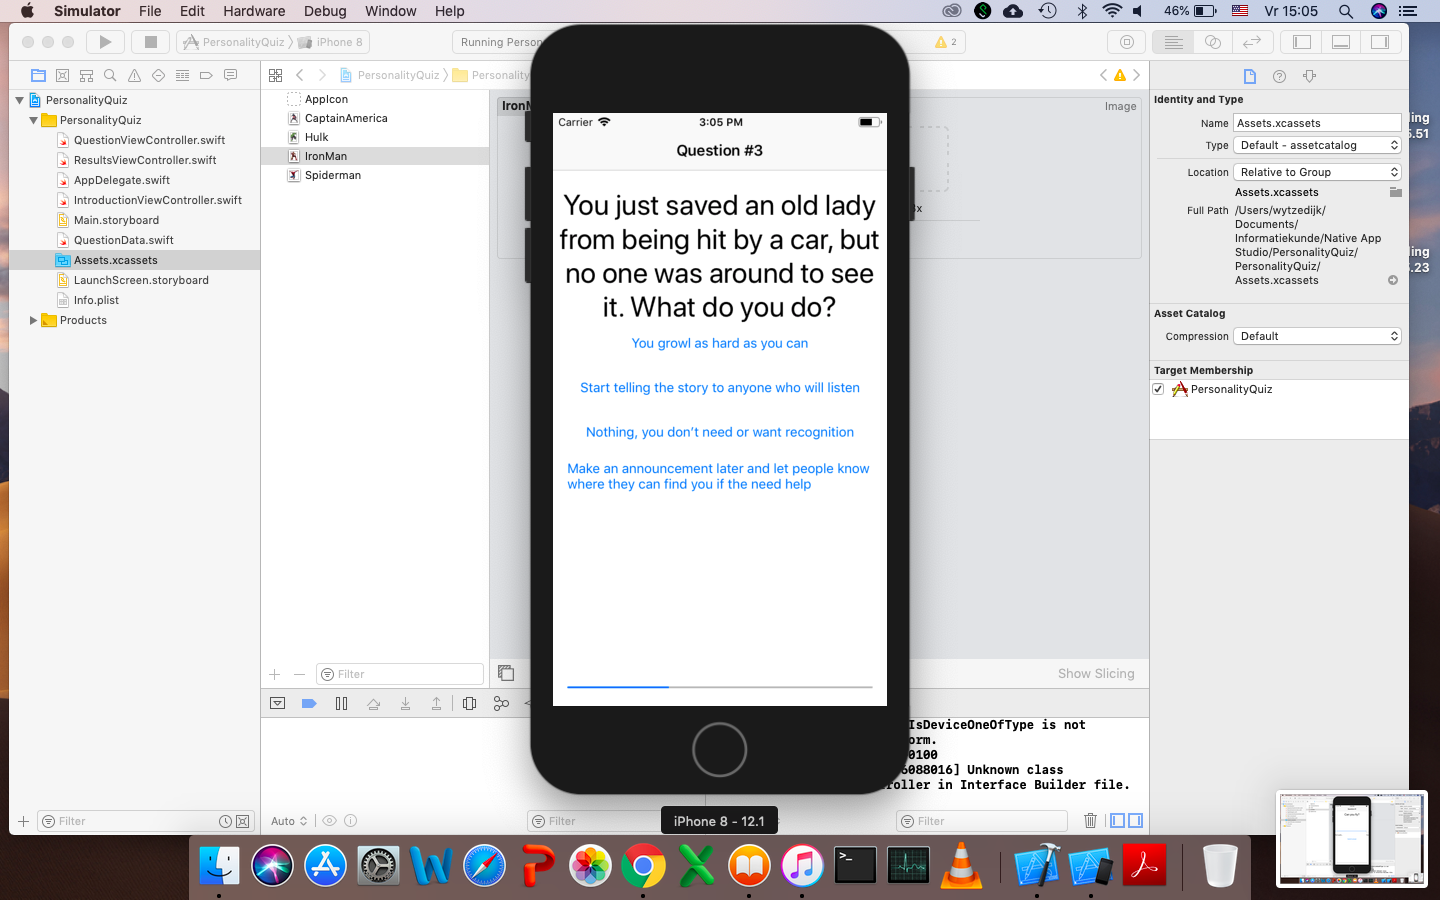 Simulator File Edit Hardware Debug Window Help
46% Vr 15:05
PersonalityQuiz iPhone 8
Running Person
2
PersonalityQuiz
PersonalityQuiz
QuestionViewController.swift
ResultsViewController.swift
AppDelegate.swift
IntroductionViewController.swift
Main.storyboard
QuestionData.swift
Assets.xcassets
LaunchScreen.storyboard
Info.plist
Products
Filter
PersonalityQuiz Personality
AppIcon
CaptainAmerica
Hulk
IronMan
Spiderman
Filter
IronM
Image
Show Slicing
Carrier 3:05 PM
Question #3
You just saved an old lady
from being hit by a car, but
no one was around to see
it. What do you do?
You growl as hard as you can
Start telling the story to anyone who will listen
Nothing, you don’t need or want recognition
Make an announcement later and let people know
where they can find you if the need help
iPhone 8 - 12.1
IsDeviceOneOfType is not
orm.
0100
6088016] Unknown class
roller in Interface Builder file.
Auto
Filter
Filter
Identity and Type
Name Assets.xcassets
Type Default - assetcatalog
Location Relative to Group
Assets.xcassets
Full Path /Users/wytzedijk/
Documents/
Informatiekunde/Native App
Studio/PersonalityQuiz/
PersonalityQuiz/
Assets.xcassets
Asset Catalog
Compression Default
Target Membership
PersonalityQuiz
ing
5.51
ing
.23